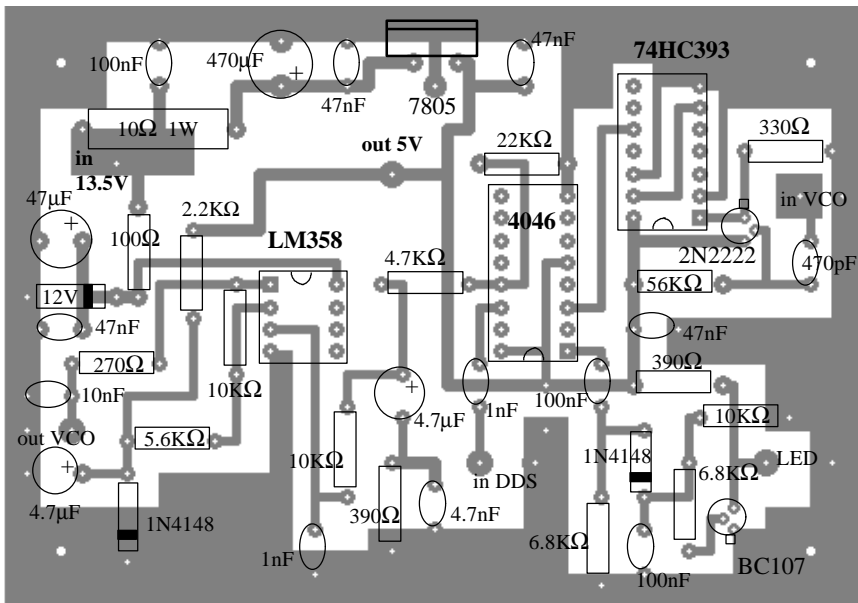 74HC393
47nF
100nF
470µF
+
47nF
7805
10Ω 1W
in
13.5V
out 5V
22KΩ
330Ω
in VCO
47µF
+
2.2KΩ
100Ω
LM358
4046
4.7KΩ
2N2222
470pF
56KΩ
12V
47nF
47nF
270Ω
10KΩ
390Ω
10nF
+
4.7µF
1nF
100nF
10KΩ
out VCO
5.6KΩ
10KΩ
in DDS
1N4148
6.8KΩ
LED
+
4.7µF
1N4148
390Ω
4.7nF
6.8KΩ
1nF
100nF
BC107